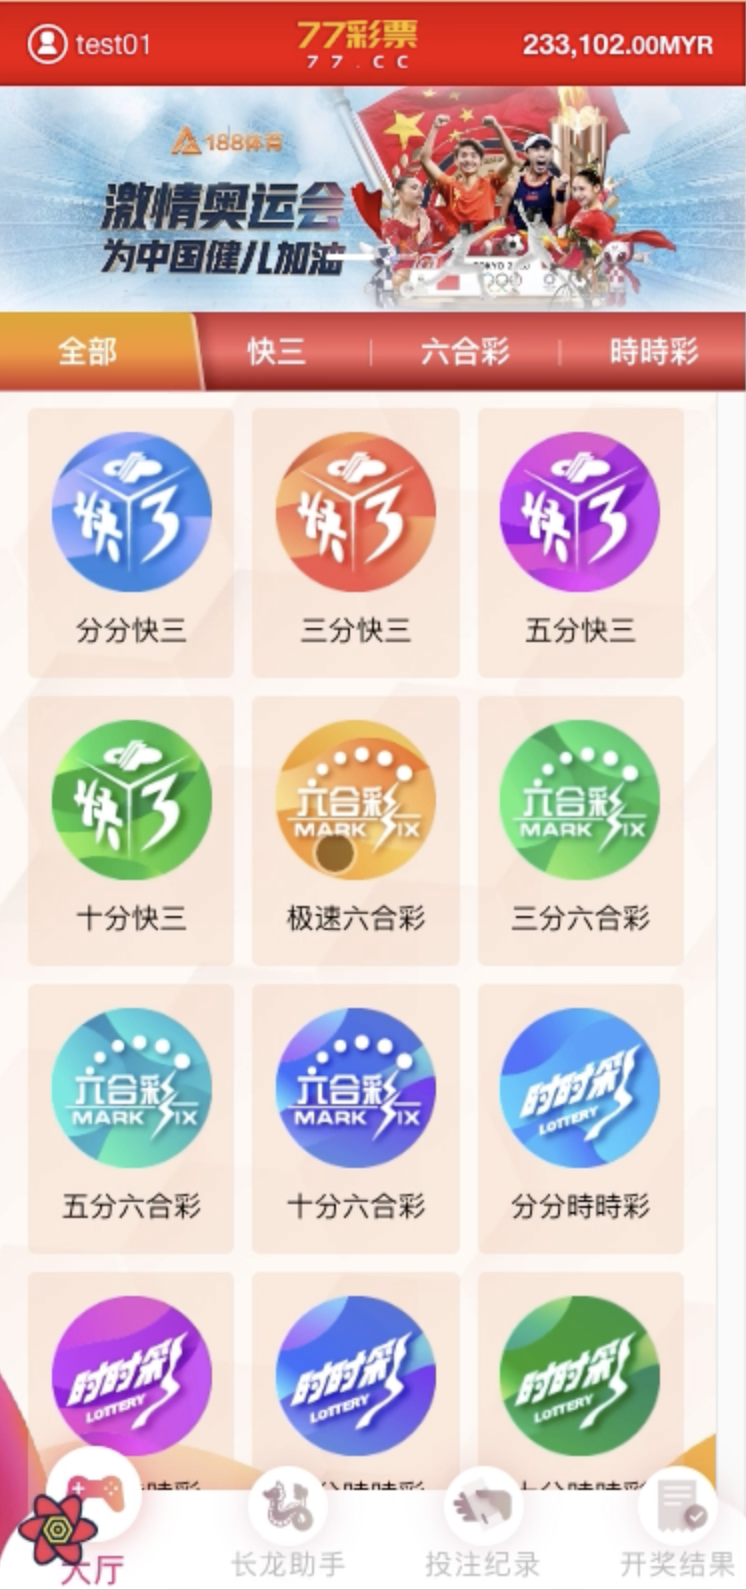 test01
77彩票
77.CC
233,102.00MYR
188体育
激情奥运会
为中国健儿加油
全部
快三
六合彩
時時彩
快3
快3
快3
分分快三
三分快三
五分快三
快3
六合彩
MARK SIX
六合彩
MARK SIX
十分快三
极速六合彩
三分六合彩
六合彩
MARK SIX
六合彩
MARK SIX
时时彩
LOTTERY
五分六合彩
十分六合彩
分分時時彩
时时彩
LOTTERY
时时彩
LOTTERY
时时彩
LOTTERY
大厅
长龙助手
投注纪录
开奖结果